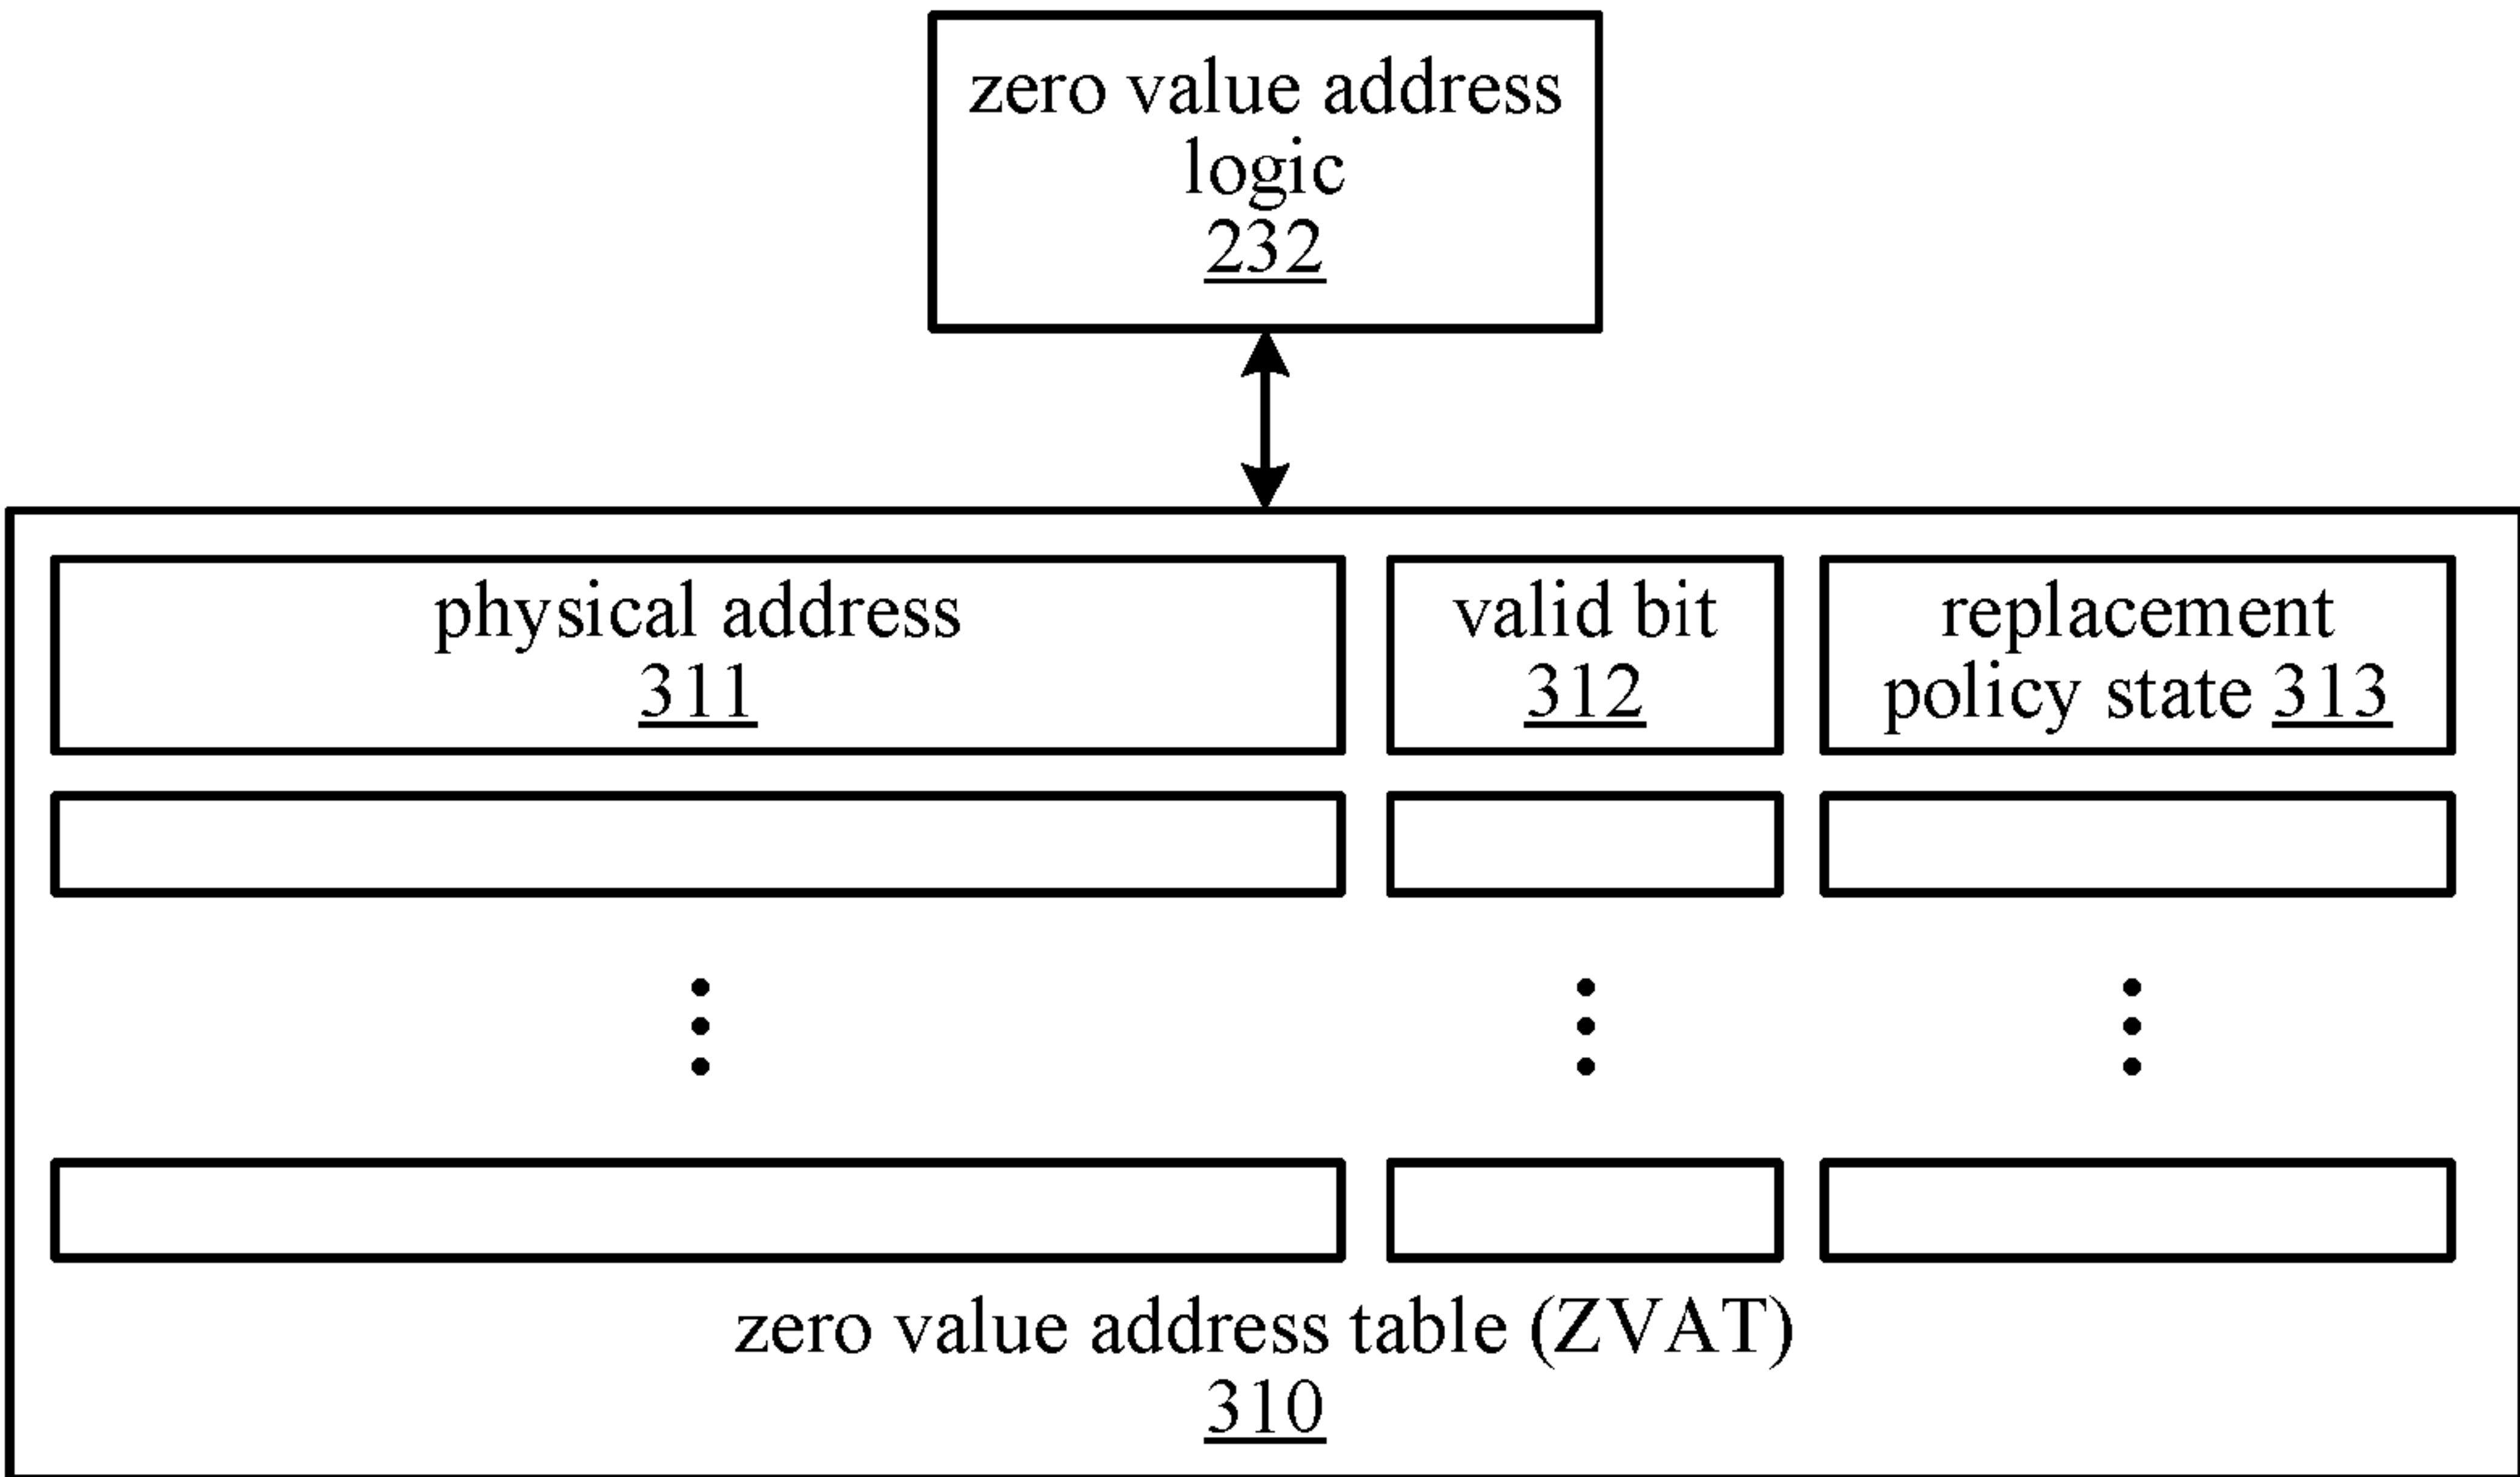 zero value address
logic
232
physical address
311
valid bit
312
replacement
policy state 313
zero value address table (ZVAT)
310